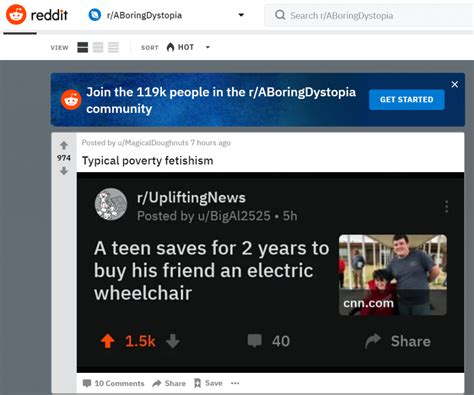 reddit
r/ABoringDystopia
Search r/ABoringDystopia
VIEW
SORT
HOT
Join the 119k people in the r/ABoringDystopia
community
GET STARTED
Posted by u/MagicalDoughnuts 7 hours ago
974
Typical poverty fetishism
r/UpliftingNews
Posted by u/BigAl2525 • 5h
A teen saves for 2 years to
buy his friend an electric
wheelchair
cnn.com
1.5k
40
Share
10 Comments
Share
Save